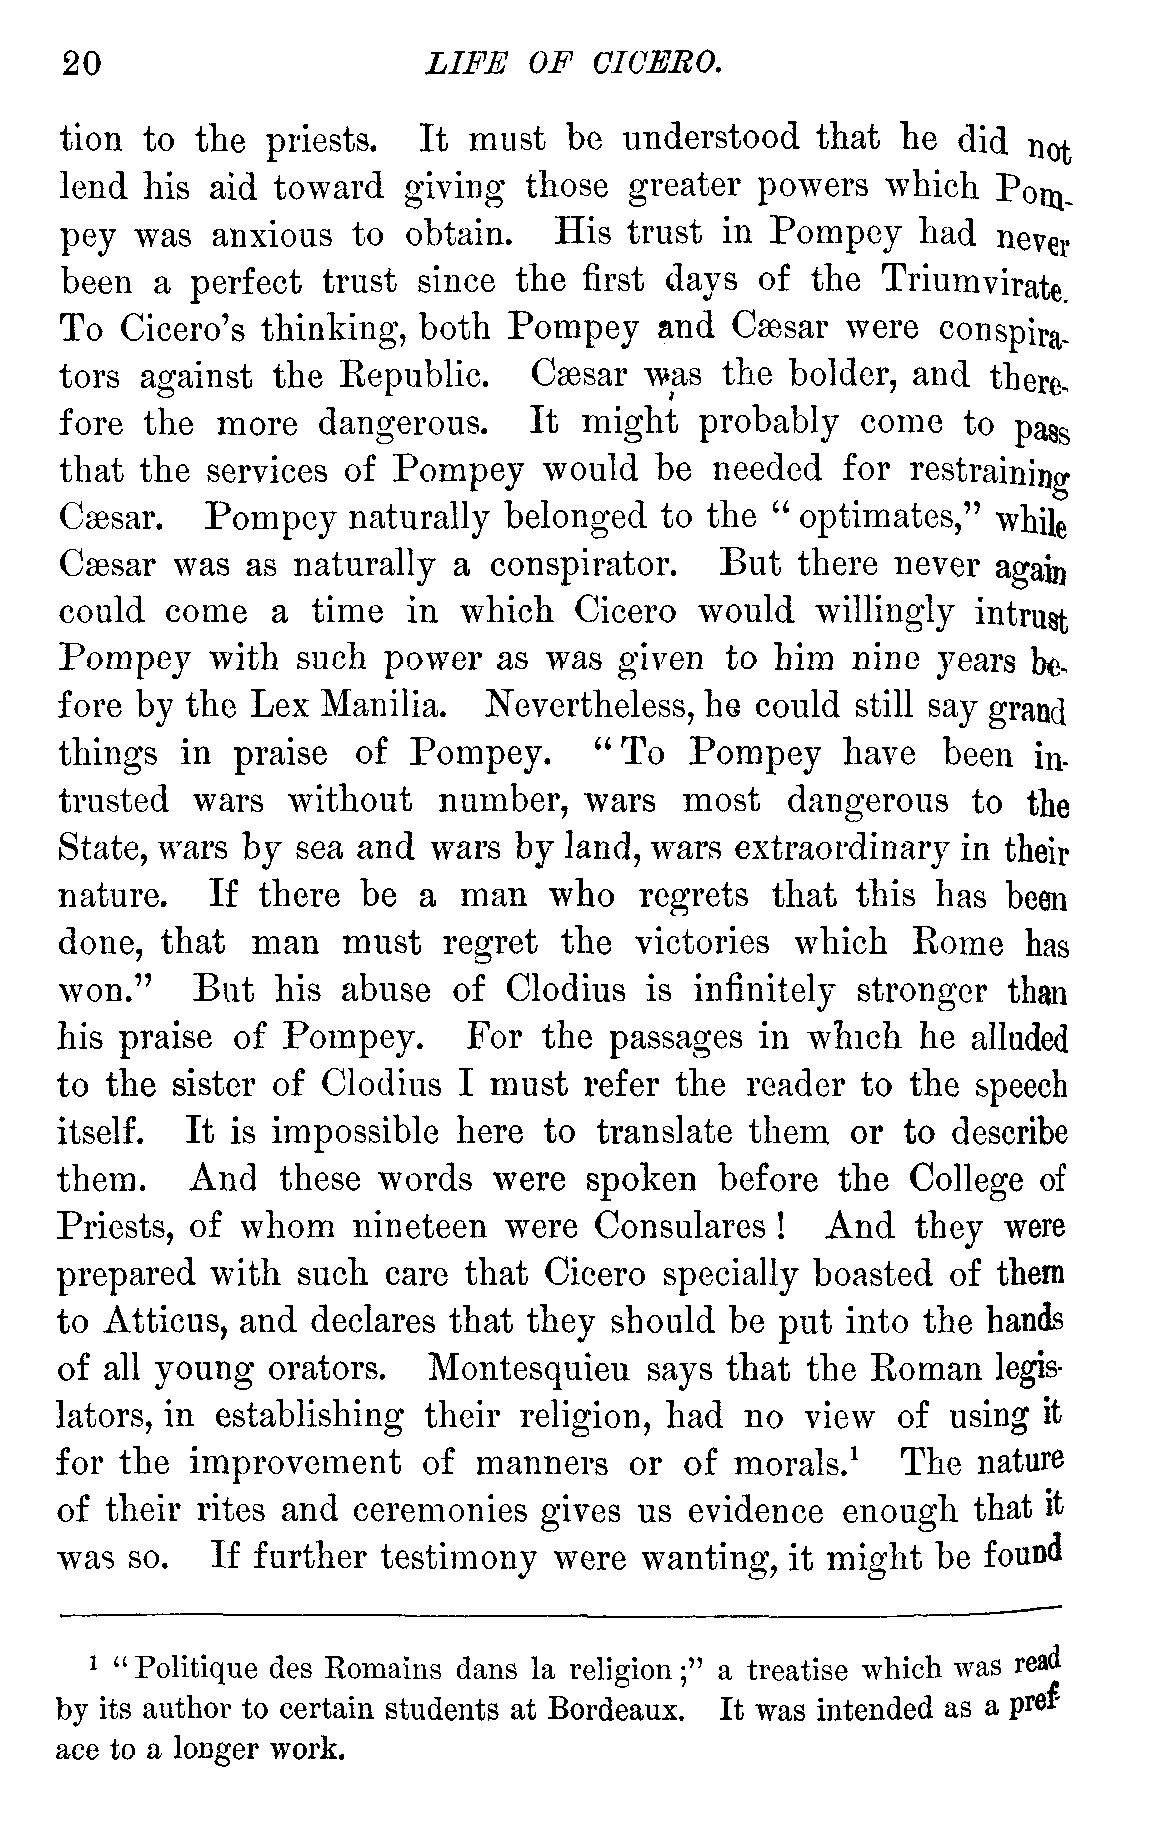 20 LIFE OF CICERO.
tion to the priests. It must be understood that he did not
lend his aid toward giving those greater powers which Pom-
pey was anxious to obtain. His trust in Pompey had never
been a perfect trust since the first days of the Triumvirate.
To Cicero's thinking, both Pompey and Cæsar were conspira-
tors against the Republic. Cæsar was the bolder, and there-
fore the more dangerous. It might probably come to pass
that the services of Pompey would be needed for restraining
Cæsar. Pompey naturally belonged to the "optimates," while
Cæsar was as naturally a conspirator. But there never again
could come a time in which Cicero would willingly intrust
Pompey with such power as was given to him nine years be-
fore by the Lex Manilia. Nevertheless, he could still say grand
things in praise of Pompey. "To Pompey have been in-
trusted wars without number, wars most dangerous to the
State, wars by sea and wars by land, wars extraordinary in their
nature. If there be a man who regrets that this has been
done, that man must regret the victories which Rome has
won." But his abuse of Clodius is infinitely stronger than
his praise of Pompey. For the passages in which he alluded
to the sister of Clodius I must refer the reader to the speech
itself. It is impossible here to translate them or to describe
them. And these words were spoken before the College of
Priests, of whom nineteen were Consulares! And they were
prepared with such care that Cicero specially boasted of them
to Atticus, and declares that they should be put into the hands
of all young orators. Montesquieu says that the Roman legis-
lators, in establishing their religion, had no view of using it
for the improvement of manners or of morals.¹ The nature
of their rites and ceremonies gives us evidence enough that it
was so. If further testimony were wanting, it might be found
¹ "Politique des Romains dans la religion;" a treatise which was read
by its author to certain students at Bordeaux. It was intended as a pref-
ace to a longer work.